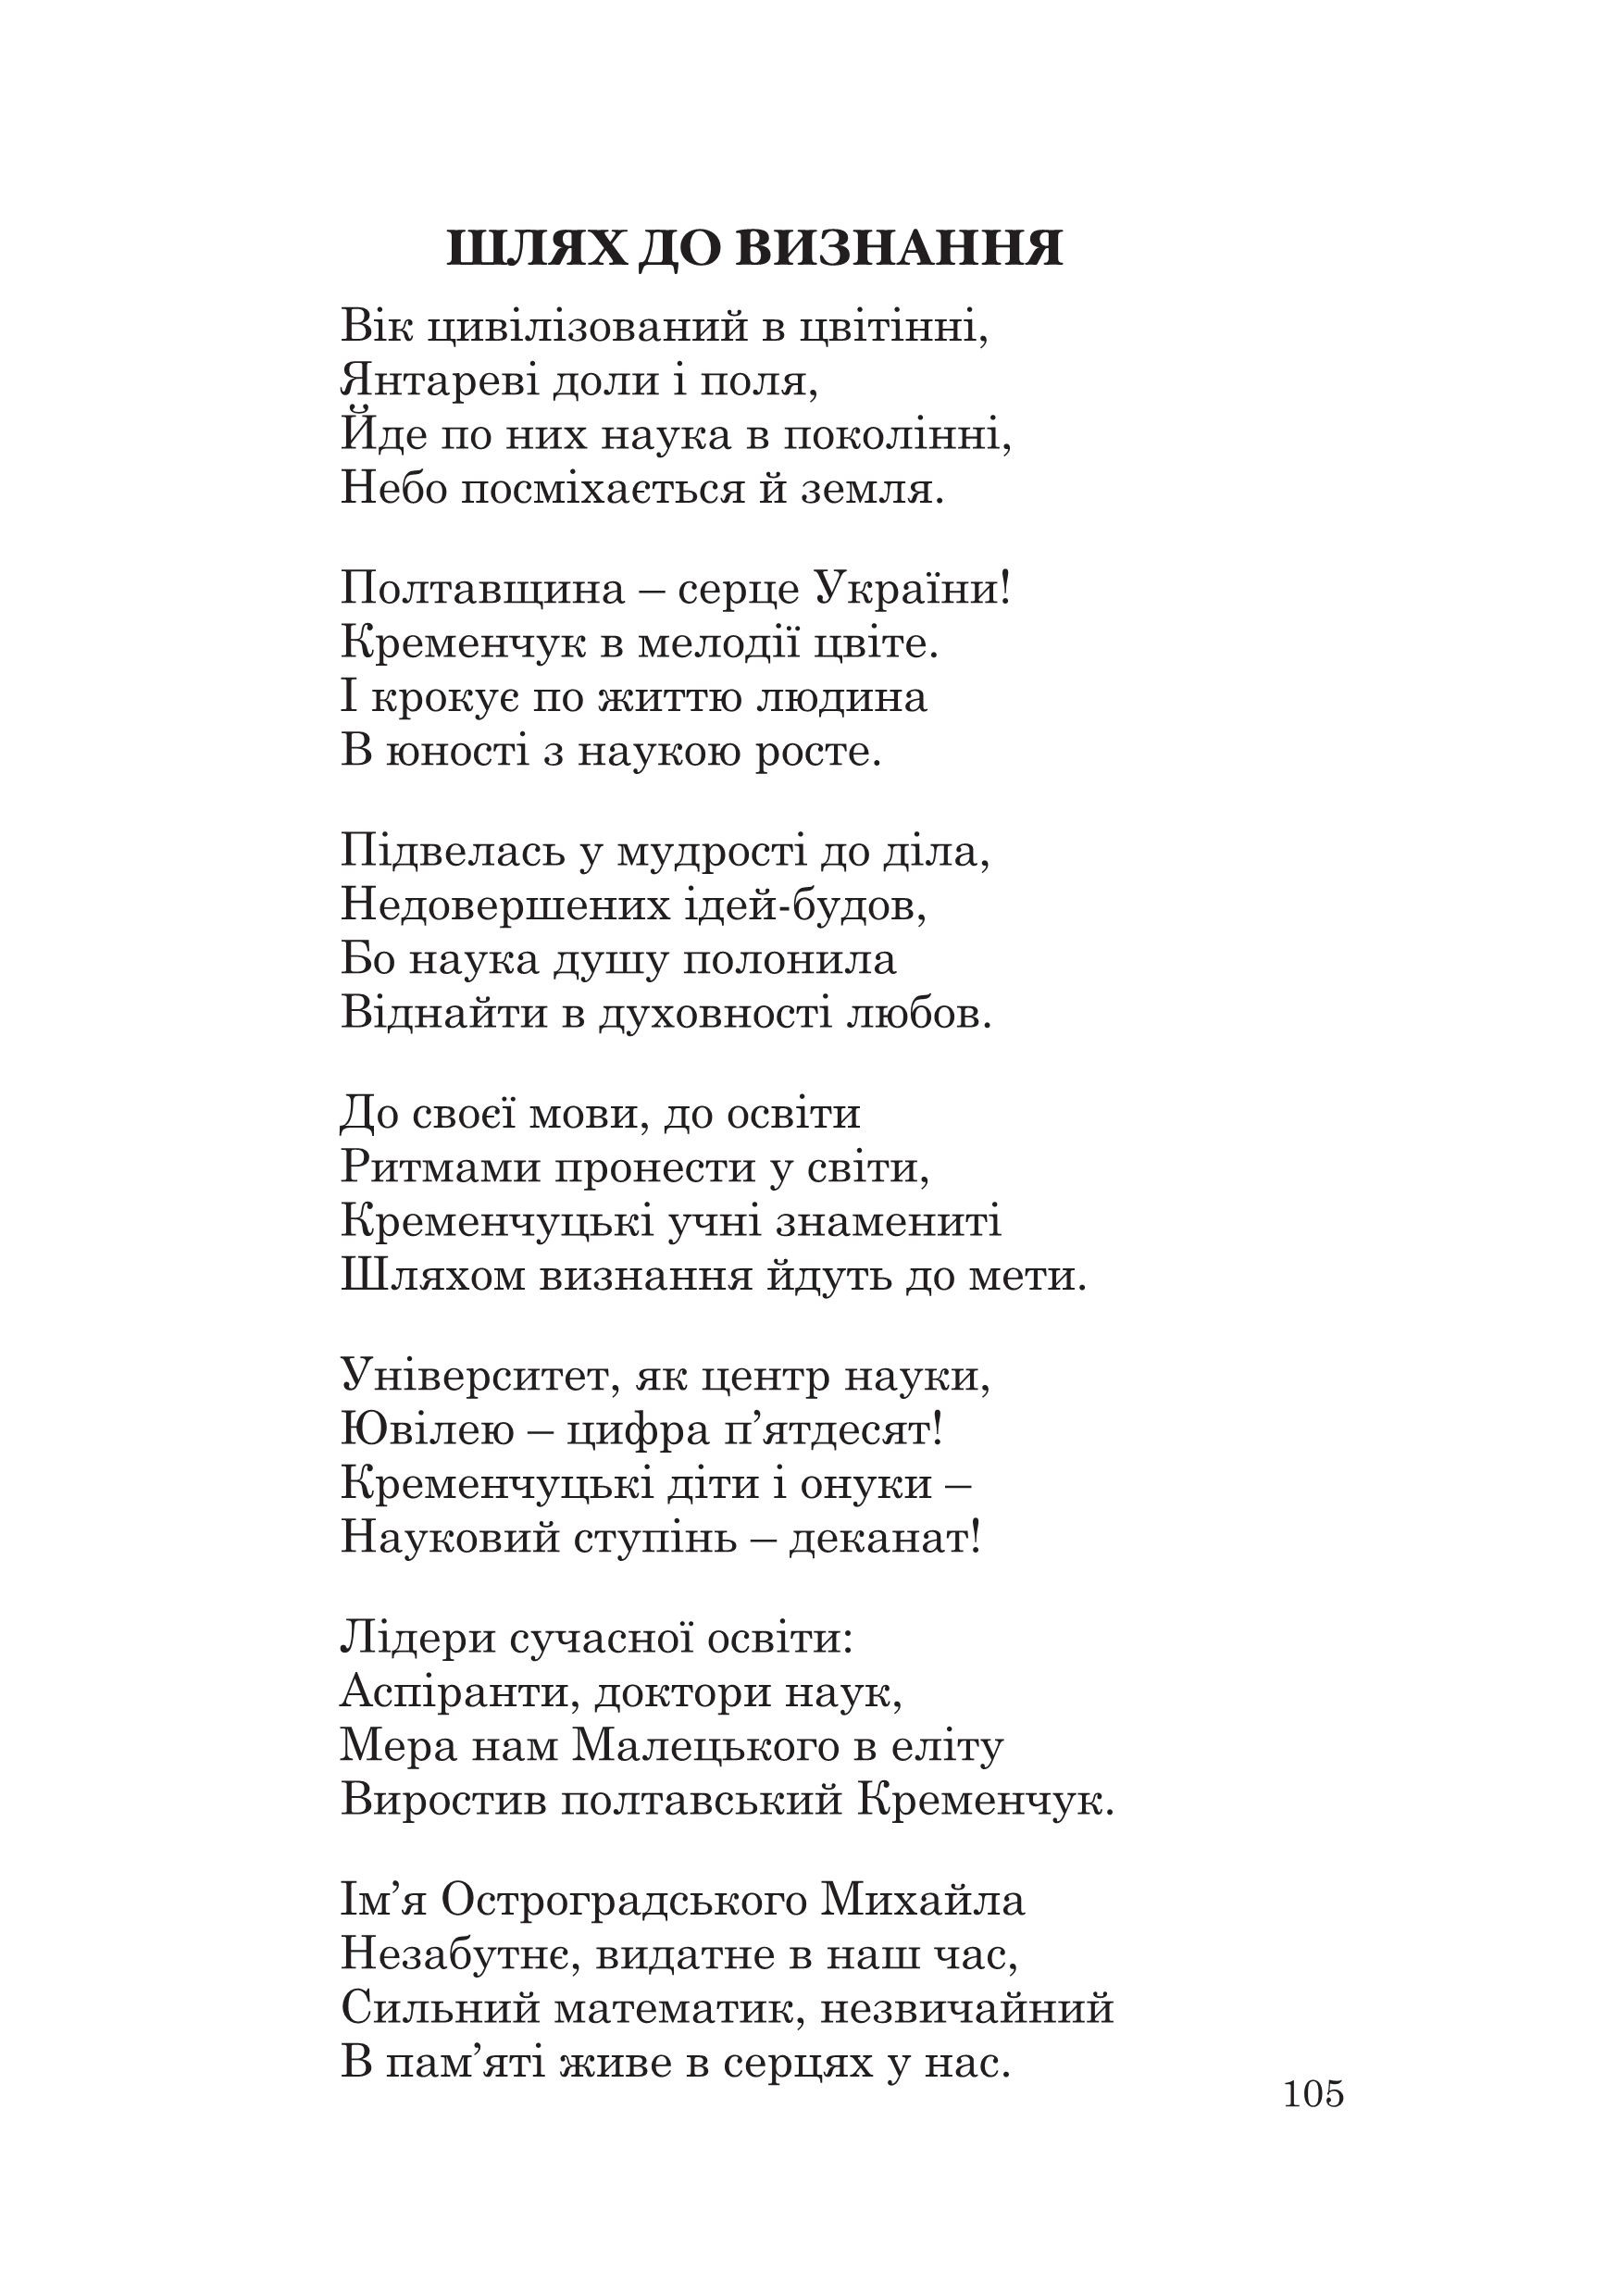 ШЛЯХ ДО ВИЗНАННЯ
Вік цивілізований в цвітінні,
Янтареві доли і поля,
Йде по них наука в поколінні,
Небо посміхається й земля.
Полтавщина – серце України!
Кременчук в мелодії цвіте.
І крокує по життю людина
В юності з наукою росте.
Підвелась у мудрості до діла,
Недовершених ідей-будов,
Бо наука душу полонила
Віднайти в духовності любов.
До своєї мови, до освіти
Ритмами пронести у світи,
Кременчуцькі учні знамениті
Шляхом визнання йдуть до мети.
Університет, як центр науки,
Ювілею – цифра п’ятдесят!
Кременчуцькі діти і онуки –
Науковий ступінь – деканат!
Лідери сучасної освіти:
Аспіранти, доктори наук,
Мера нам Малецького в еліту
Виростив полтавський Кременчук.
Ім’я Остроградського Михайла
Незабутнє, видатне в наш час,
Сильний математик, незвичайний
В пам’яті живе в серцях у нас.
105